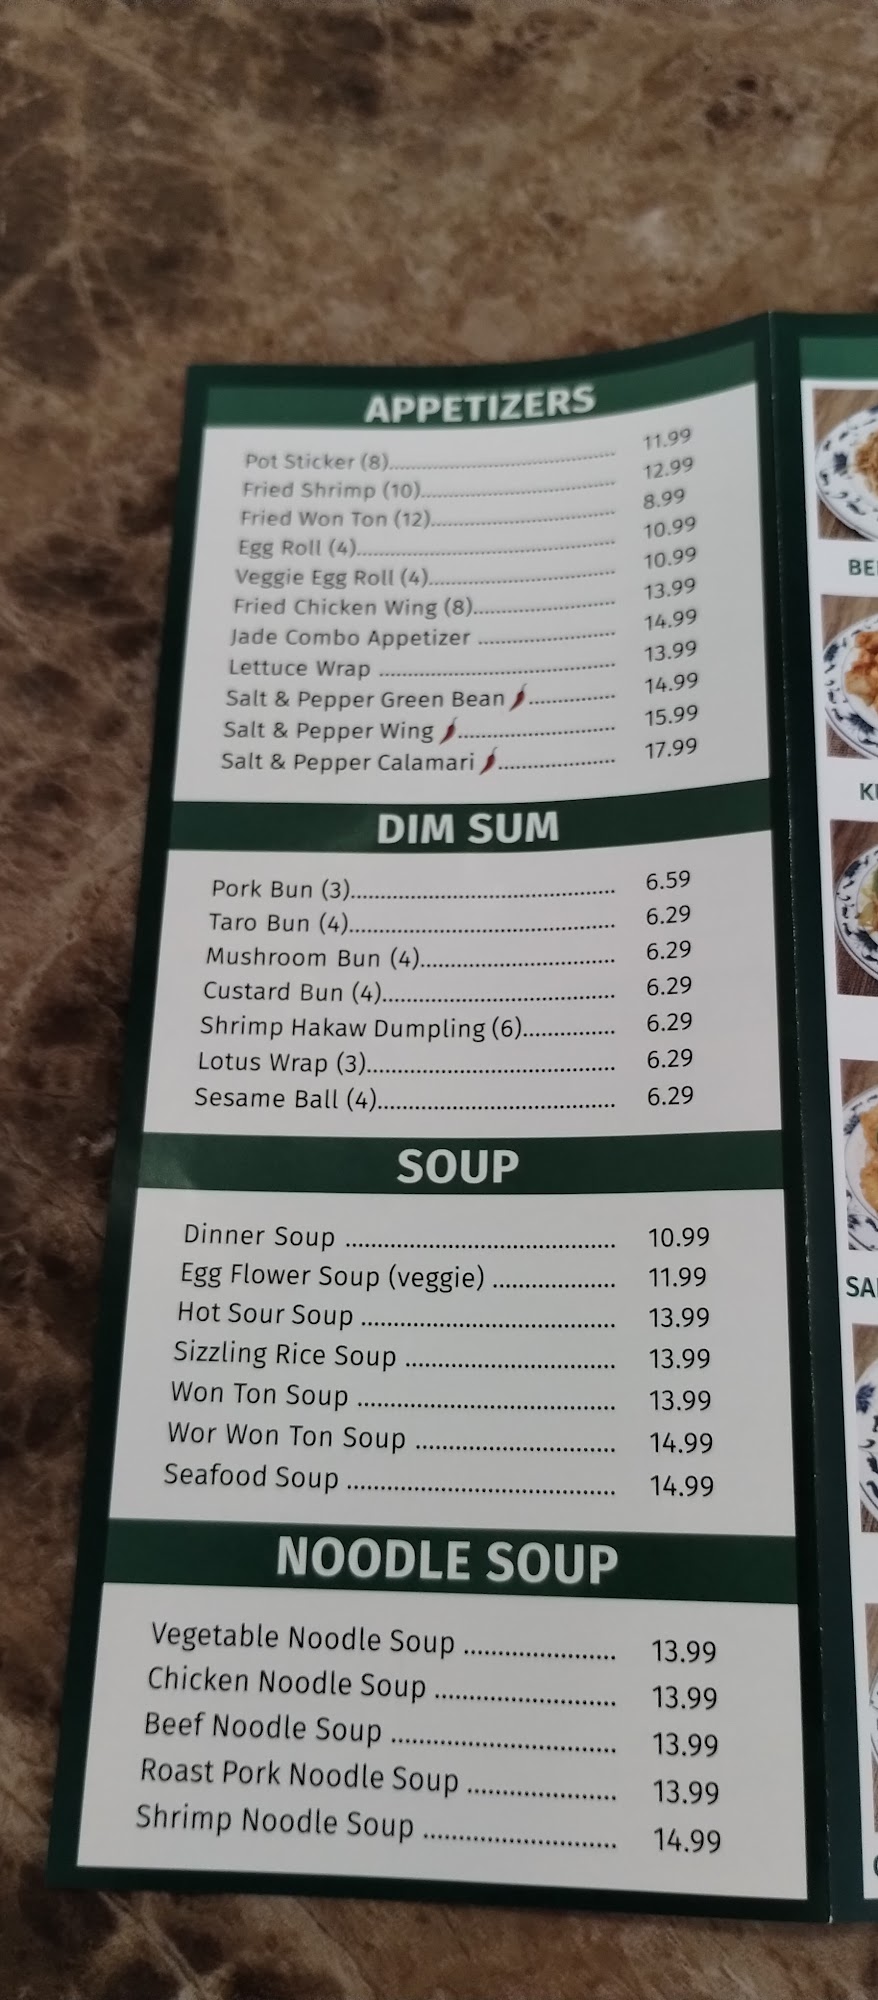 APPETIZERS
Pot Sticker (8).......... 11.99
Fried Shrimp (10).......... 12.99
Fried Won Ton (12).......... 8.99
Egg Roll (4).......... 10.99
Veggie Egg Roll (4).......... 10.99
Fried Chicken Wing (8).......... 13.99
Jade Combo Appetizer .......... 14.99
Lettuce Wrap .......... 13.99
Salt & Pepper Green Bean .......... 14.99
Salt & Pepper Wing .......... 15.99
Salt & Pepper Calamari .......... 17.99
DIM SUM
Pork Bun (3).......... 6.59
Taro Bun (4).......... 6.29
Mushroom Bun (4).......... 6.29
Custard Bun (4).......... 6.29
Shrimp Hakaw Dumpling (6).......... 6.29
Lotus Wrap (3).......... 6.29
Sesame Ball (4).......... 6.29
SOUP
Dinner Soup .......... 10.99
Egg Flower Soup (veggie) .......... 11.99
Hot Sour Soup .......... 13.99
Sizzling Rice Soup .......... 13.99
Won Ton Soup .......... 13.99
Wor Won Ton Soup .......... 14.99
Seafood Soup .......... 14.99
NOODLE SOUP
Vegetable Noodle Soup .......... 13.99
Chicken Noodle Soup .......... 13.99
Beef Noodle Soup .......... 13.99
Roast Pork Noodle Soup .......... 13.99
Shrimp Noodle Soup .......... 14.99